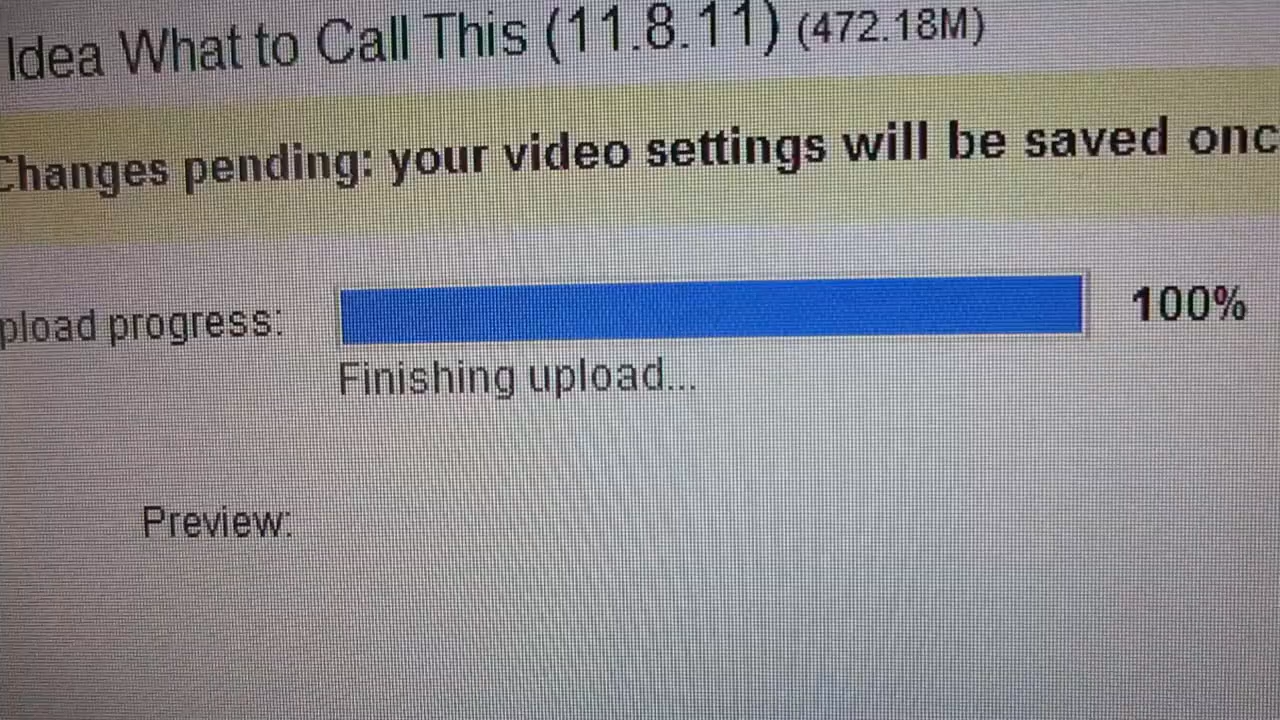 Idea What to Call This (11.8.11) (472.18M)
Changes pending: your video settings will be saved onc
pload progress: 100%
Finishing upload...
Preview: